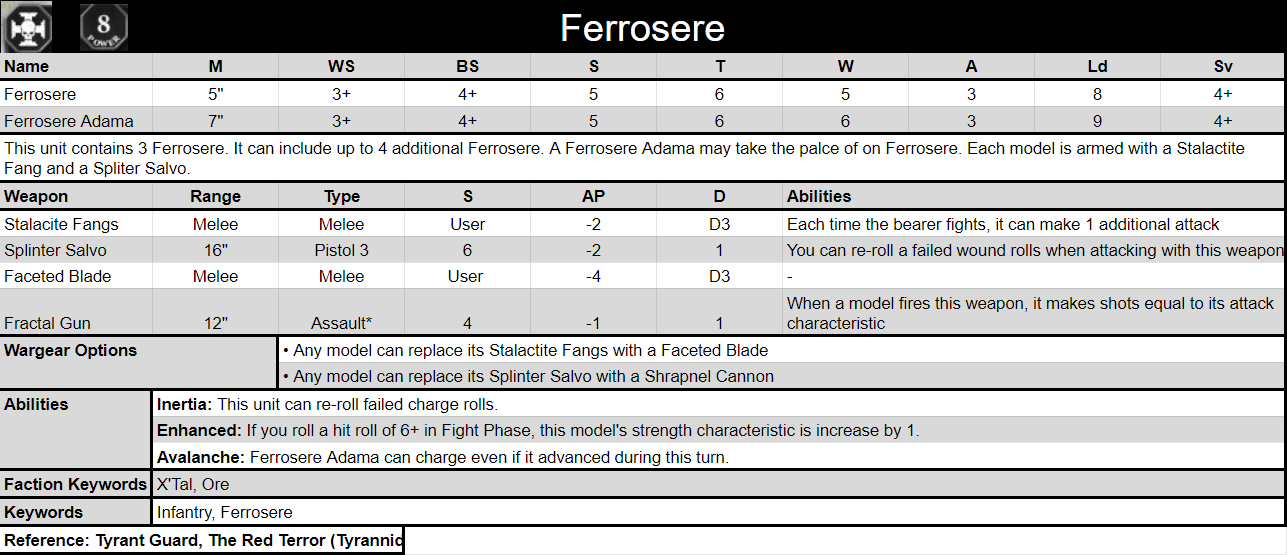 8
POWER
Ferrosere
Name M WS BS S T W A Ld Sv
Ferrosere 5" 3+ 4+ 5 6 5 3 8 4+
Ferrosere Adama 7" 3+ 4+ 5 6 6 3 9 4+
This unit contains 3 Ferrosere. It can include up to 4 additional Ferrosere. A Ferrosere Adama may take the palce of on Ferrosere. Each model is armed with a Stalactite
Fang and a Spliter Salvo.
Weapon Range Type S AP D Abilities
Stalacite Fangs Melee Melee User -2 D3 Each time the bearer fights, it can make 1 additional attack
Splinter Salvo 16" Pistol 3 6 -2 1 You can re-roll a failed wound rolls when attacking with this weapon
Faceted Blade Melee Melee User -4 D3 -
When a model fires this weapon, it makes shots equal to its attack
Fractal Gun 12" Assault* 4 -1 1 characteristic
Wargear Options • Any model can replace its Stalactite Fangs with a Faceted Blade
• Any model can replace its Splinter Salvo with a Shrapnel Cannon
Abilities Inertia: This unit can re-roll failed charge rolls.
Enhanced: If you roll a hit roll of 6+ in Fight Phase, this model's strength characteristic is increase by 1.
Avalanche: Ferrosere Adama can charge even if it advanced during this turn.
Faction Keywords X'Tal, Ore
Keywords Infantry, Ferrosere
Reference: Tyrant Guard, The Red Terror (Tyrannid